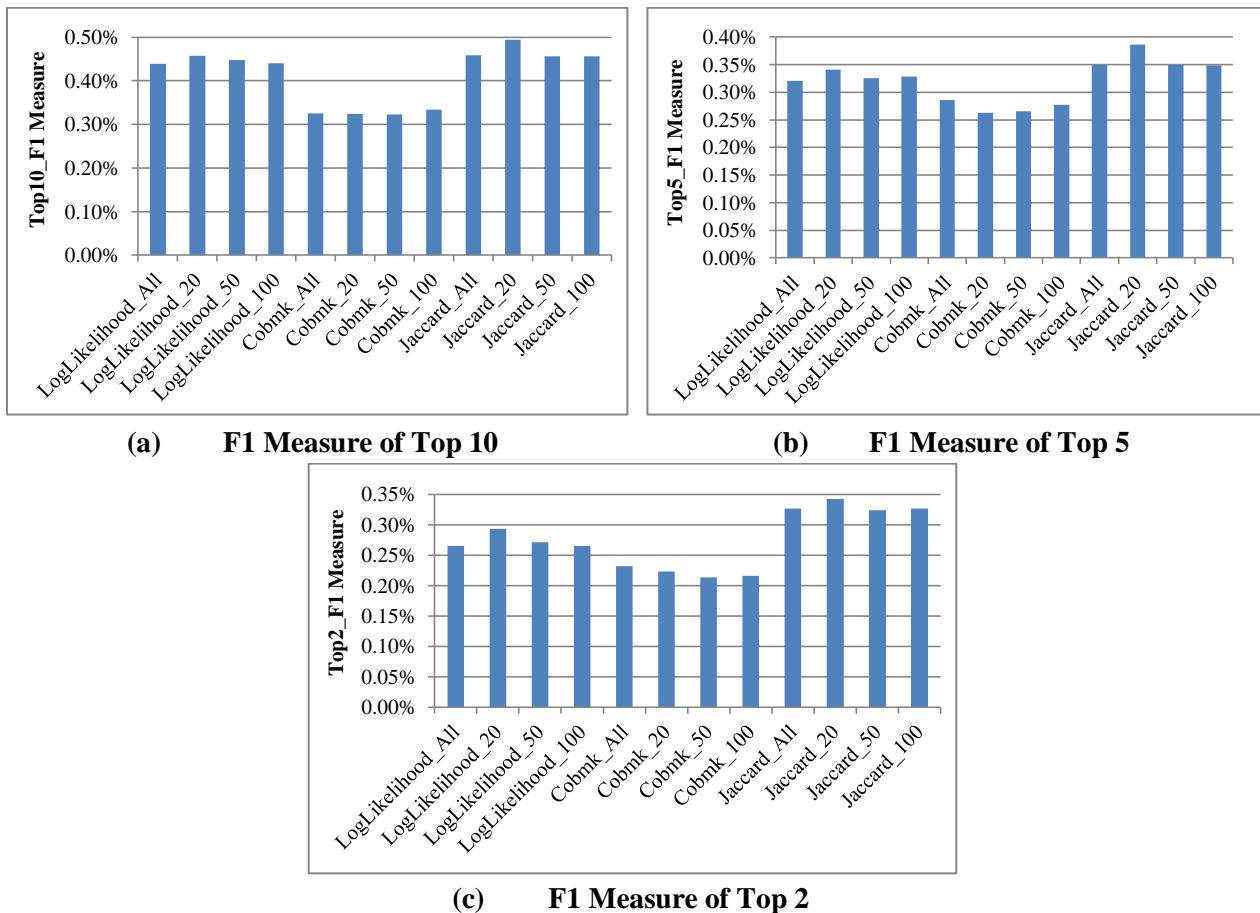 Top10_F1 Measure
0.50%
0.40%
0.30%
0.20%
0.10%
0.00%
LogLikelihood_All
LogLikelihood_20
LogLikelihood_50
LogLikelihood_100
Cobmk_All
Cobmk_20
Cobmk_50
Cobmk_100
Jaccard_All
Jaccard_20
Jaccard_50
Jaccard_100
(a) F1 Measure of Top 10
Top5_F1 Measure
0.40%
0.35%
0.30%
0.25%
0.20%
0.15%
0.10%
0.05%
0.00%
LogLikelihood_All
LogLikelihood_20
LogLikelihood_50
LogLikelihood_100
Cobmk_All
Cobmk_20
Cobmk_50
Cobmk_100
Jaccard_All
Jaccard_20
Jaccard_50
Jaccard_100
(b) F1 Measure of Top 5
Top2_F1 Measure
0.35%
0.30%
0.25%
0.20%
0.15%
0.10%
0.05%
0.00%
LogLikelihood_All
LogLikelihood_20
LogLikelihood_50
LogLikelihood_100
Cobmk_All
Cobmk_20
Cobmk_50
Cobmk_100
Jaccard_All
Jaccard_20
Jaccard_50
Jaccard_100
(c) F1 Measure of Top 2